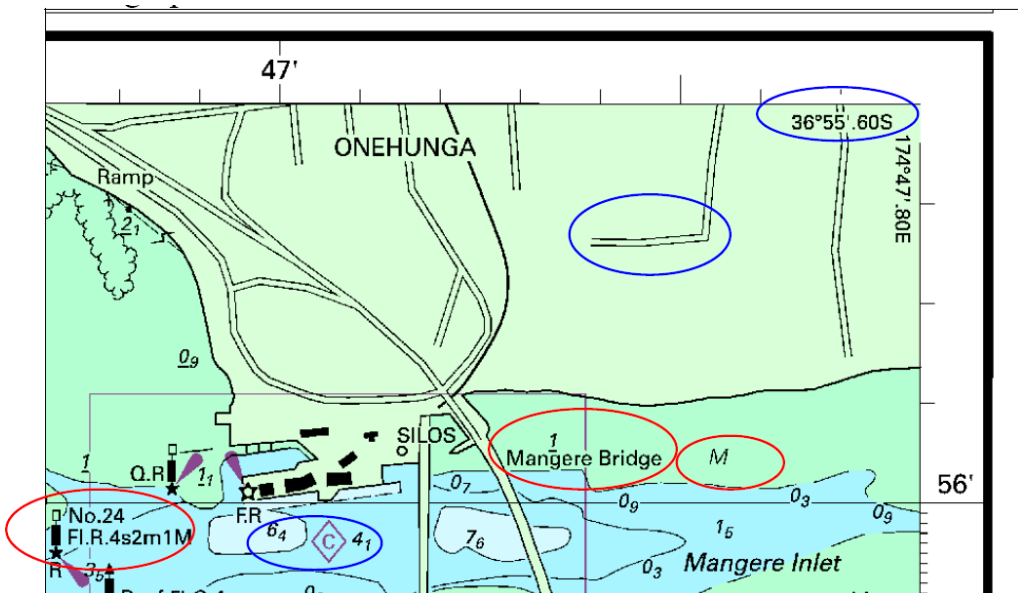 47'
36°55'.60S
174°47'.80E
ONEHUNGA
Ramp
2₁
0₉
SILOS
1
Mangere Bridge
M
1
Q.R
1₁
0₇
56'
0₉
0₃
0₉
No.24
F.R
Fl.R.4s2m1M
6₄
C
4₁
7₆
1₅
R
3₅
0₃
Mangere Inlet